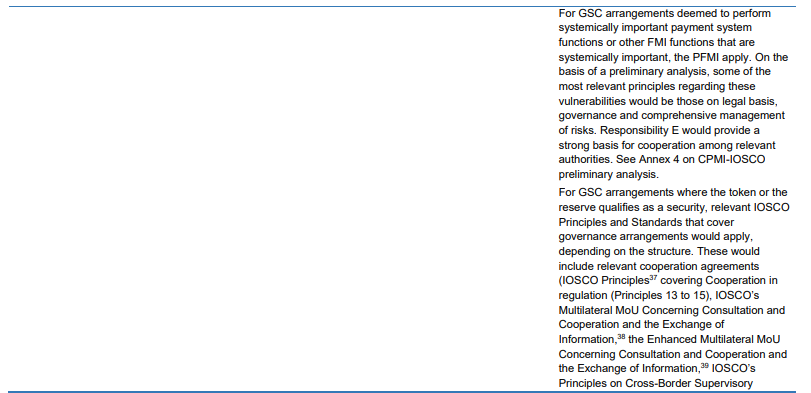 For GSC arrangements deemed to perform
systemically important payment system
functions or other FMI functions that are
systemically important, the PFMI apply. On the
basis of a preliminary analysis, some of the
most relevant principles regarding these
vulnerabilities would be those on legal basis,
governance and comprehensive management
of risks. Responsibility E would provide a
strong basis for cooperation among relevant
authorities. See Annex 4 on CPMI-IOSCO
preliminary analysis.
For GSC arrangements where the token or the
reserve qualifies as a security, relevant IOSCO
Principles and Standards that cover
governance arrangements would apply,
depending on the structure. These would
include relevant cooperation agreements
(IOSCO Principles³⁷ covering Cooperation in
regulation (Principles 13 to 15), IOSCO’s
Multilateral MoU Concerning Consultation and
Cooperation and the Exchange of
Information,³⁸ the Enhanced Multilateral MoU
Concerning Consultation and Cooperation and
the Exchange of Information,³⁹ IOSCO’s
Principles on Cross-Border Supervisory